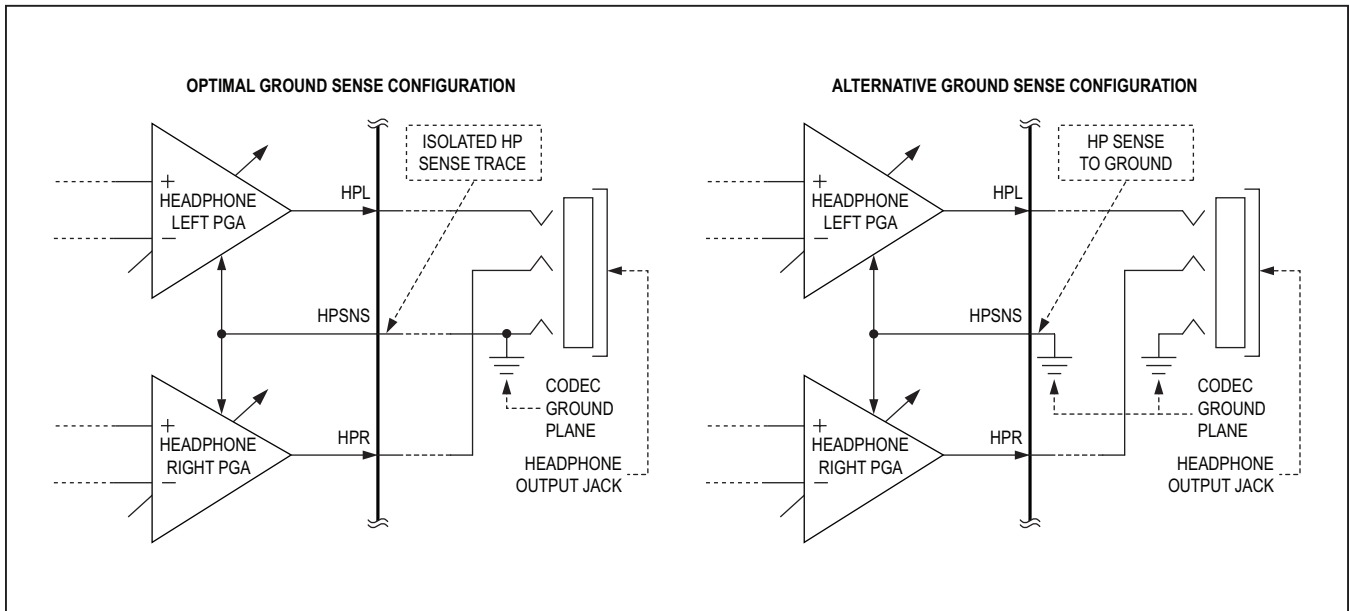 OPTIMAL GROUND SENSE CONFIGURATION
ISOLATED HP
SENSE TRACE
+
HEADPHONE
LEFT PGA
−
HPL
HPSNS
CODEC
GROUND
PLANE
+
HEADPHONE
RIGHT PGA
−
HPR
HEADPHONE
OUTPUT JACK
ALTERNATIVE GROUND SENSE CONFIGURATION
HP SENSE
TO GROUND
+
HEADPHONE
LEFT PGA
−
HPL
HPSNS
CODEC
GROUND
PLANE
+
HEADPHONE
RIGHT PGA
−
HPR
HEADPHONE
OUTPUT JACK